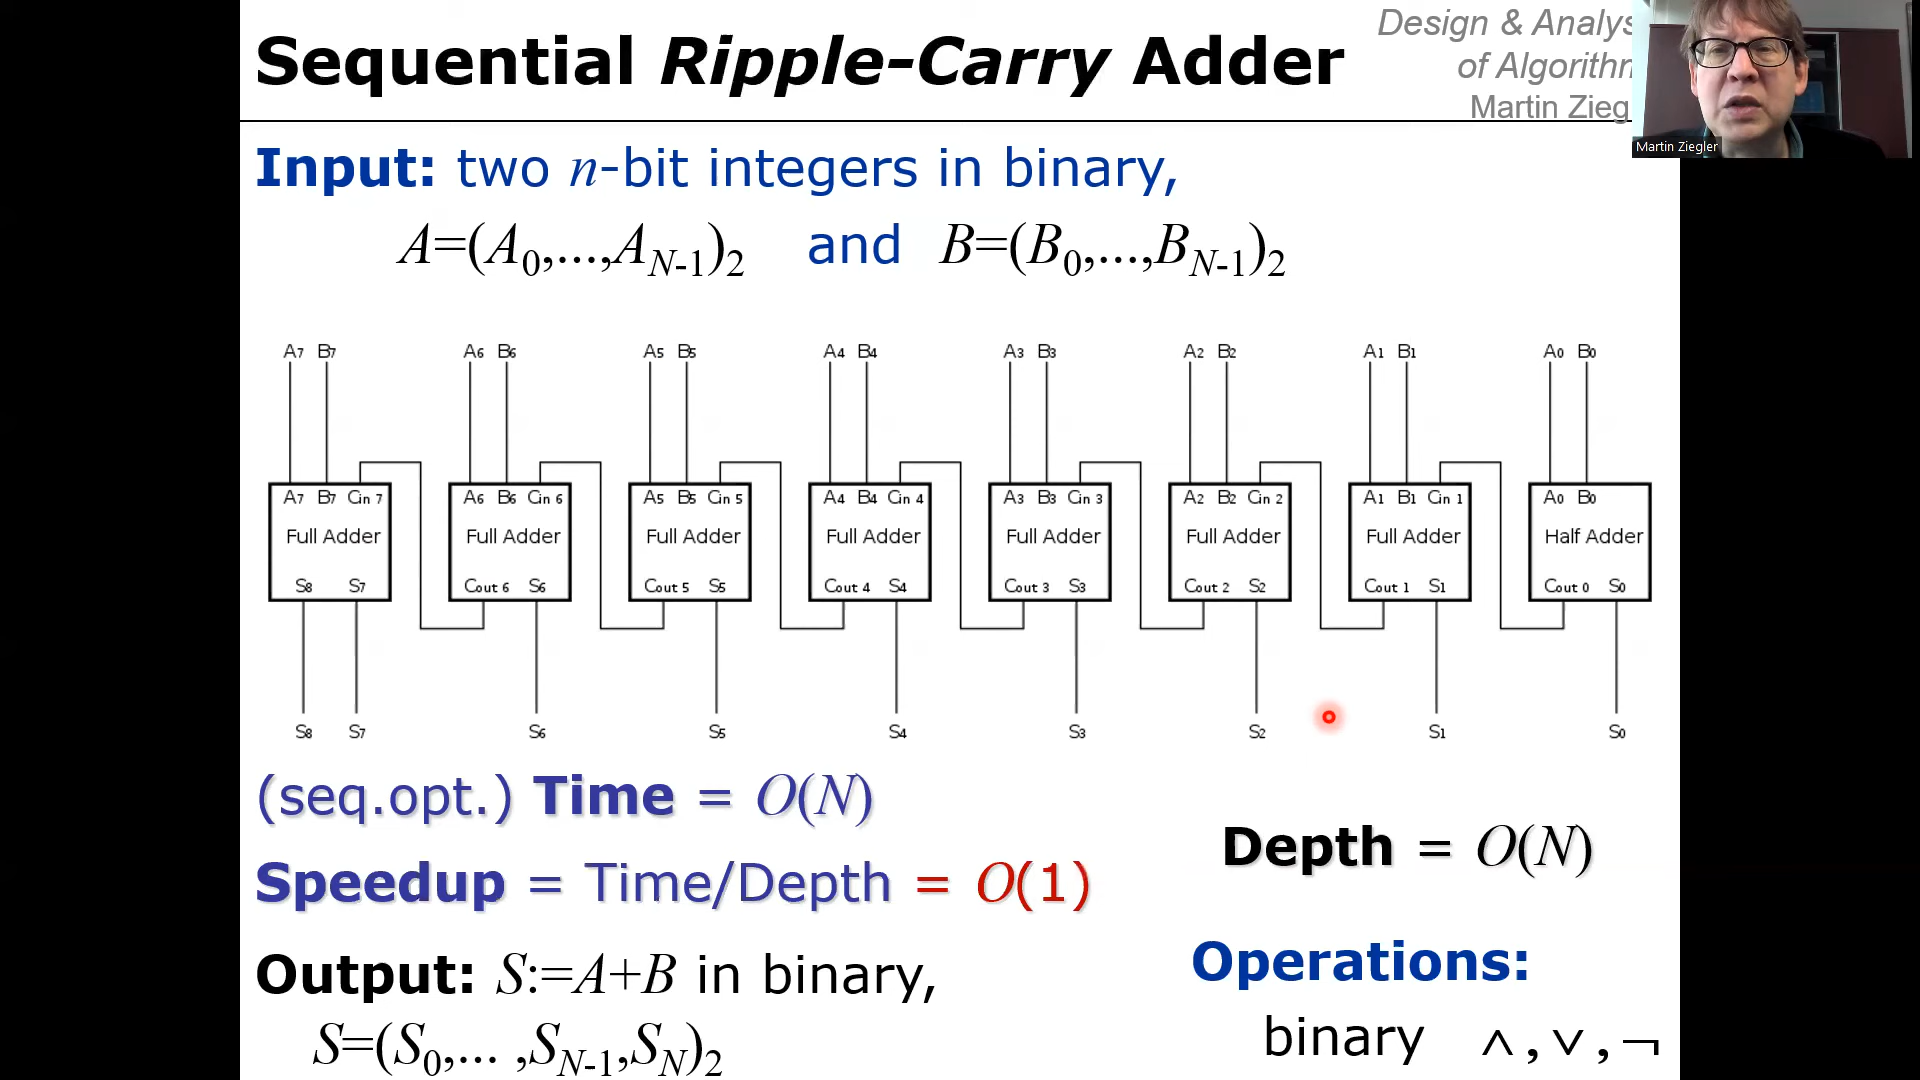 Sequential Ripple-Carry Adder
Design & Analys
of Algorithm
Martin Zieg
Martin Ziegler
Input: two n-bit integers in binary,
A=(A0,...,AN-1)2 and B=(B0,...,BN-1)2
A7 B7 A6 B6 A5 B5 A4 B4 A3 B3 A2 B2 A1 B1 A0 B0
A7 B7 Cin 7 A6 B6 Cin 6 A5 B5 Cin 5 A4 B4 Cin 4 A3 B3 Cin 3 A2 B2 Cin 2 A1 B1 Cin 1 A0 B0
Full Adder Full Adder Full Adder Full Adder Full Adder Full Adder Full Adder Half Adder
S8 S7 Cout 6 S6 Cout 5 S5 Cout 4 S4 Cout 3 S3 Cout 2 S2 Cout 1 S1 Cout 0 S0
S8 S7 S6 S5 S4 S3 S2 S1 S0
(seq.opt.) Time = O(N)
Depth = O(N)
Speedup = Time/Depth = O(1)
Output: S:=A+B in binary,
S=(S0,... ,SN-1,SN)2
Operations:
binary ∧,∨,¬